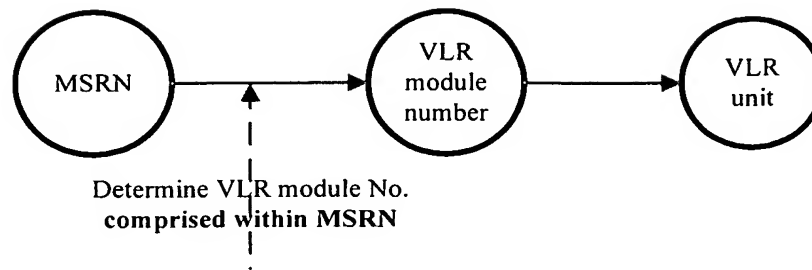 MSRN
VLR
module
number
VLR
unit
Determine VLR module No.
comprised within MSRN